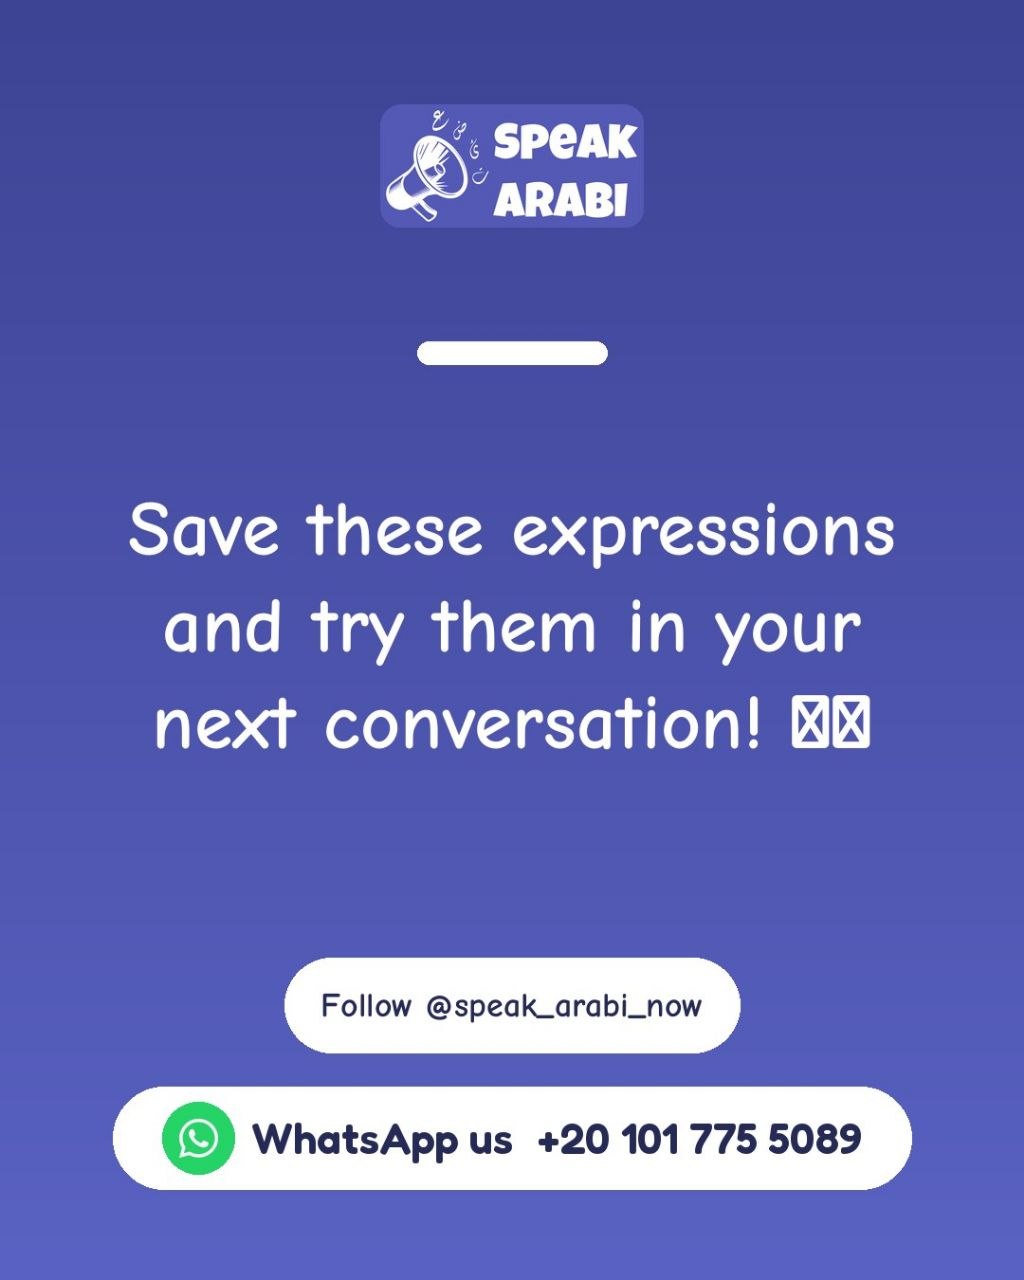 ع ض ئ ت
SPEAK
ARABI
Save these expressions
and try them in your
next conversation!
Follow @speak_arabi_now
WhatsApp us +20 101 775 5089